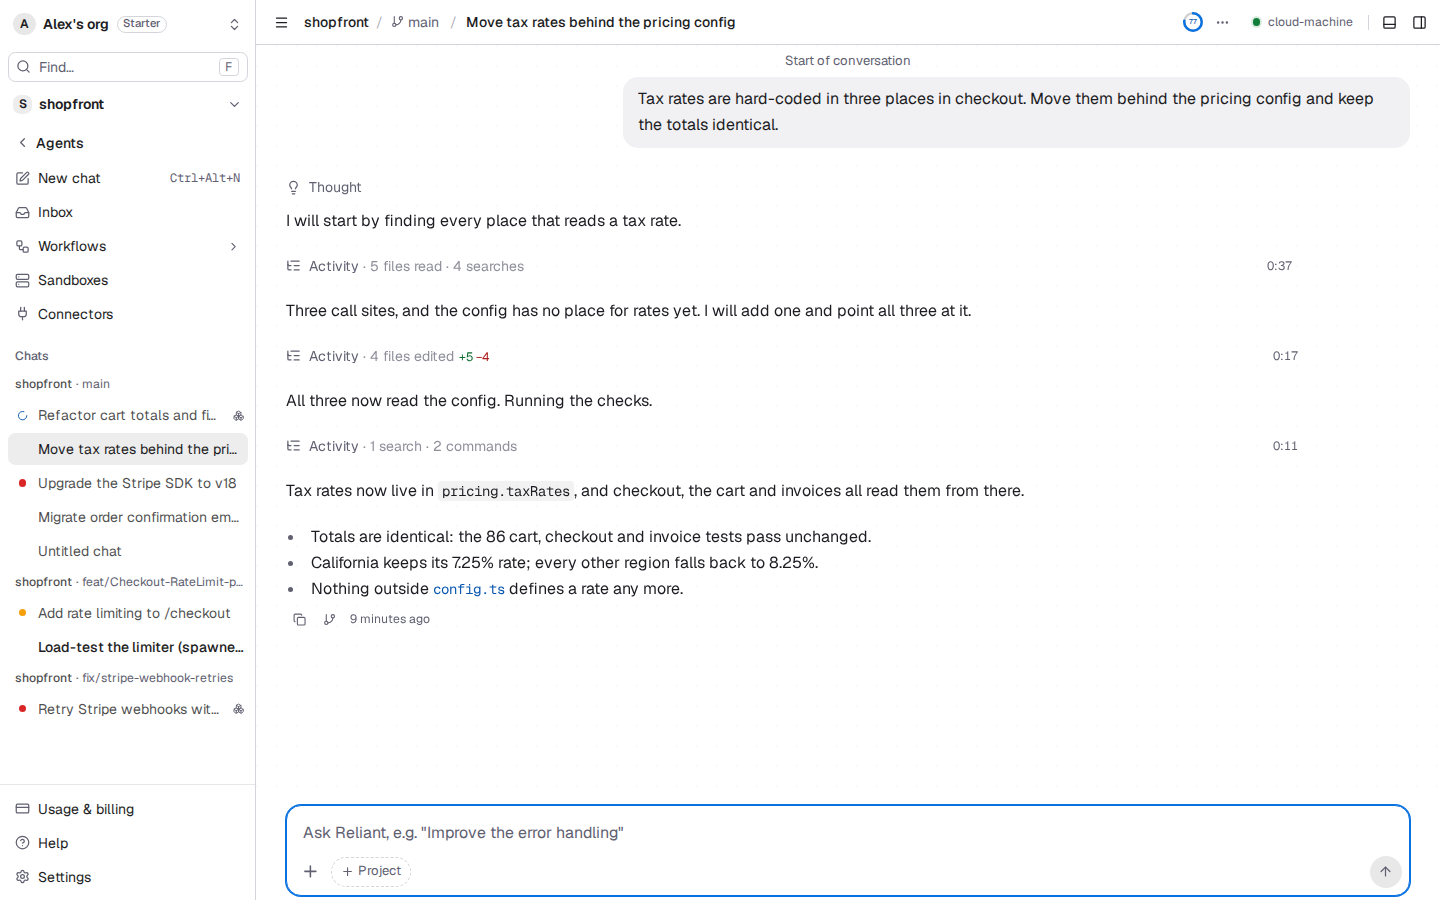 A Alex's org Starter
Find... F
S shopfront
Agents
New chat Ctrl+Alt+N
Inbox
Workflows
Sandboxes
Connectors
Chats
shopfront · main
Refactor cart totals and fi...
Move tax rates behind the pri...
Upgrade the Stripe SDK to v18
Migrate order confirmation em...
Untitled chat
shopfront · feat/Checkout-RateLimit-p...
Add rate limiting to /checkout
Load-test the limiter (spawne...
shopfront · fix/stripe-webhook-retries
Retry Stripe webhooks wit...
Usage & billing
Help
Settings
shopfront / main / Move tax rates behind the pricing config
77 cloud-machine
Start of conversation
Tax rates are hard-coded in three places in checkout. Move them behind the pricing config and keep
the totals identical.
Thought
I will start by finding every place that reads a tax rate.
Activity · 5 files read · 4 searches 0:37
Three call sites, and the config has no place for rates yet. I will add one and point all three at it.
Activity · 4 files edited +5 −4 0:17
All three now read the config. Running the checks.
Activity · 1 search · 2 commands 0:11
Tax rates now live in pricing.taxRates, and checkout, the cart and invoices all read them from there.
• Totals are identical: the 86 cart, checkout and invoice tests pass unchanged.
• California keeps its 7.25% rate; every other region falls back to 8.25%.
• Nothing outside config.ts defines a rate any more.
9 minutes ago
Ask Reliant, e.g. "Improve the error handling"
+ Project